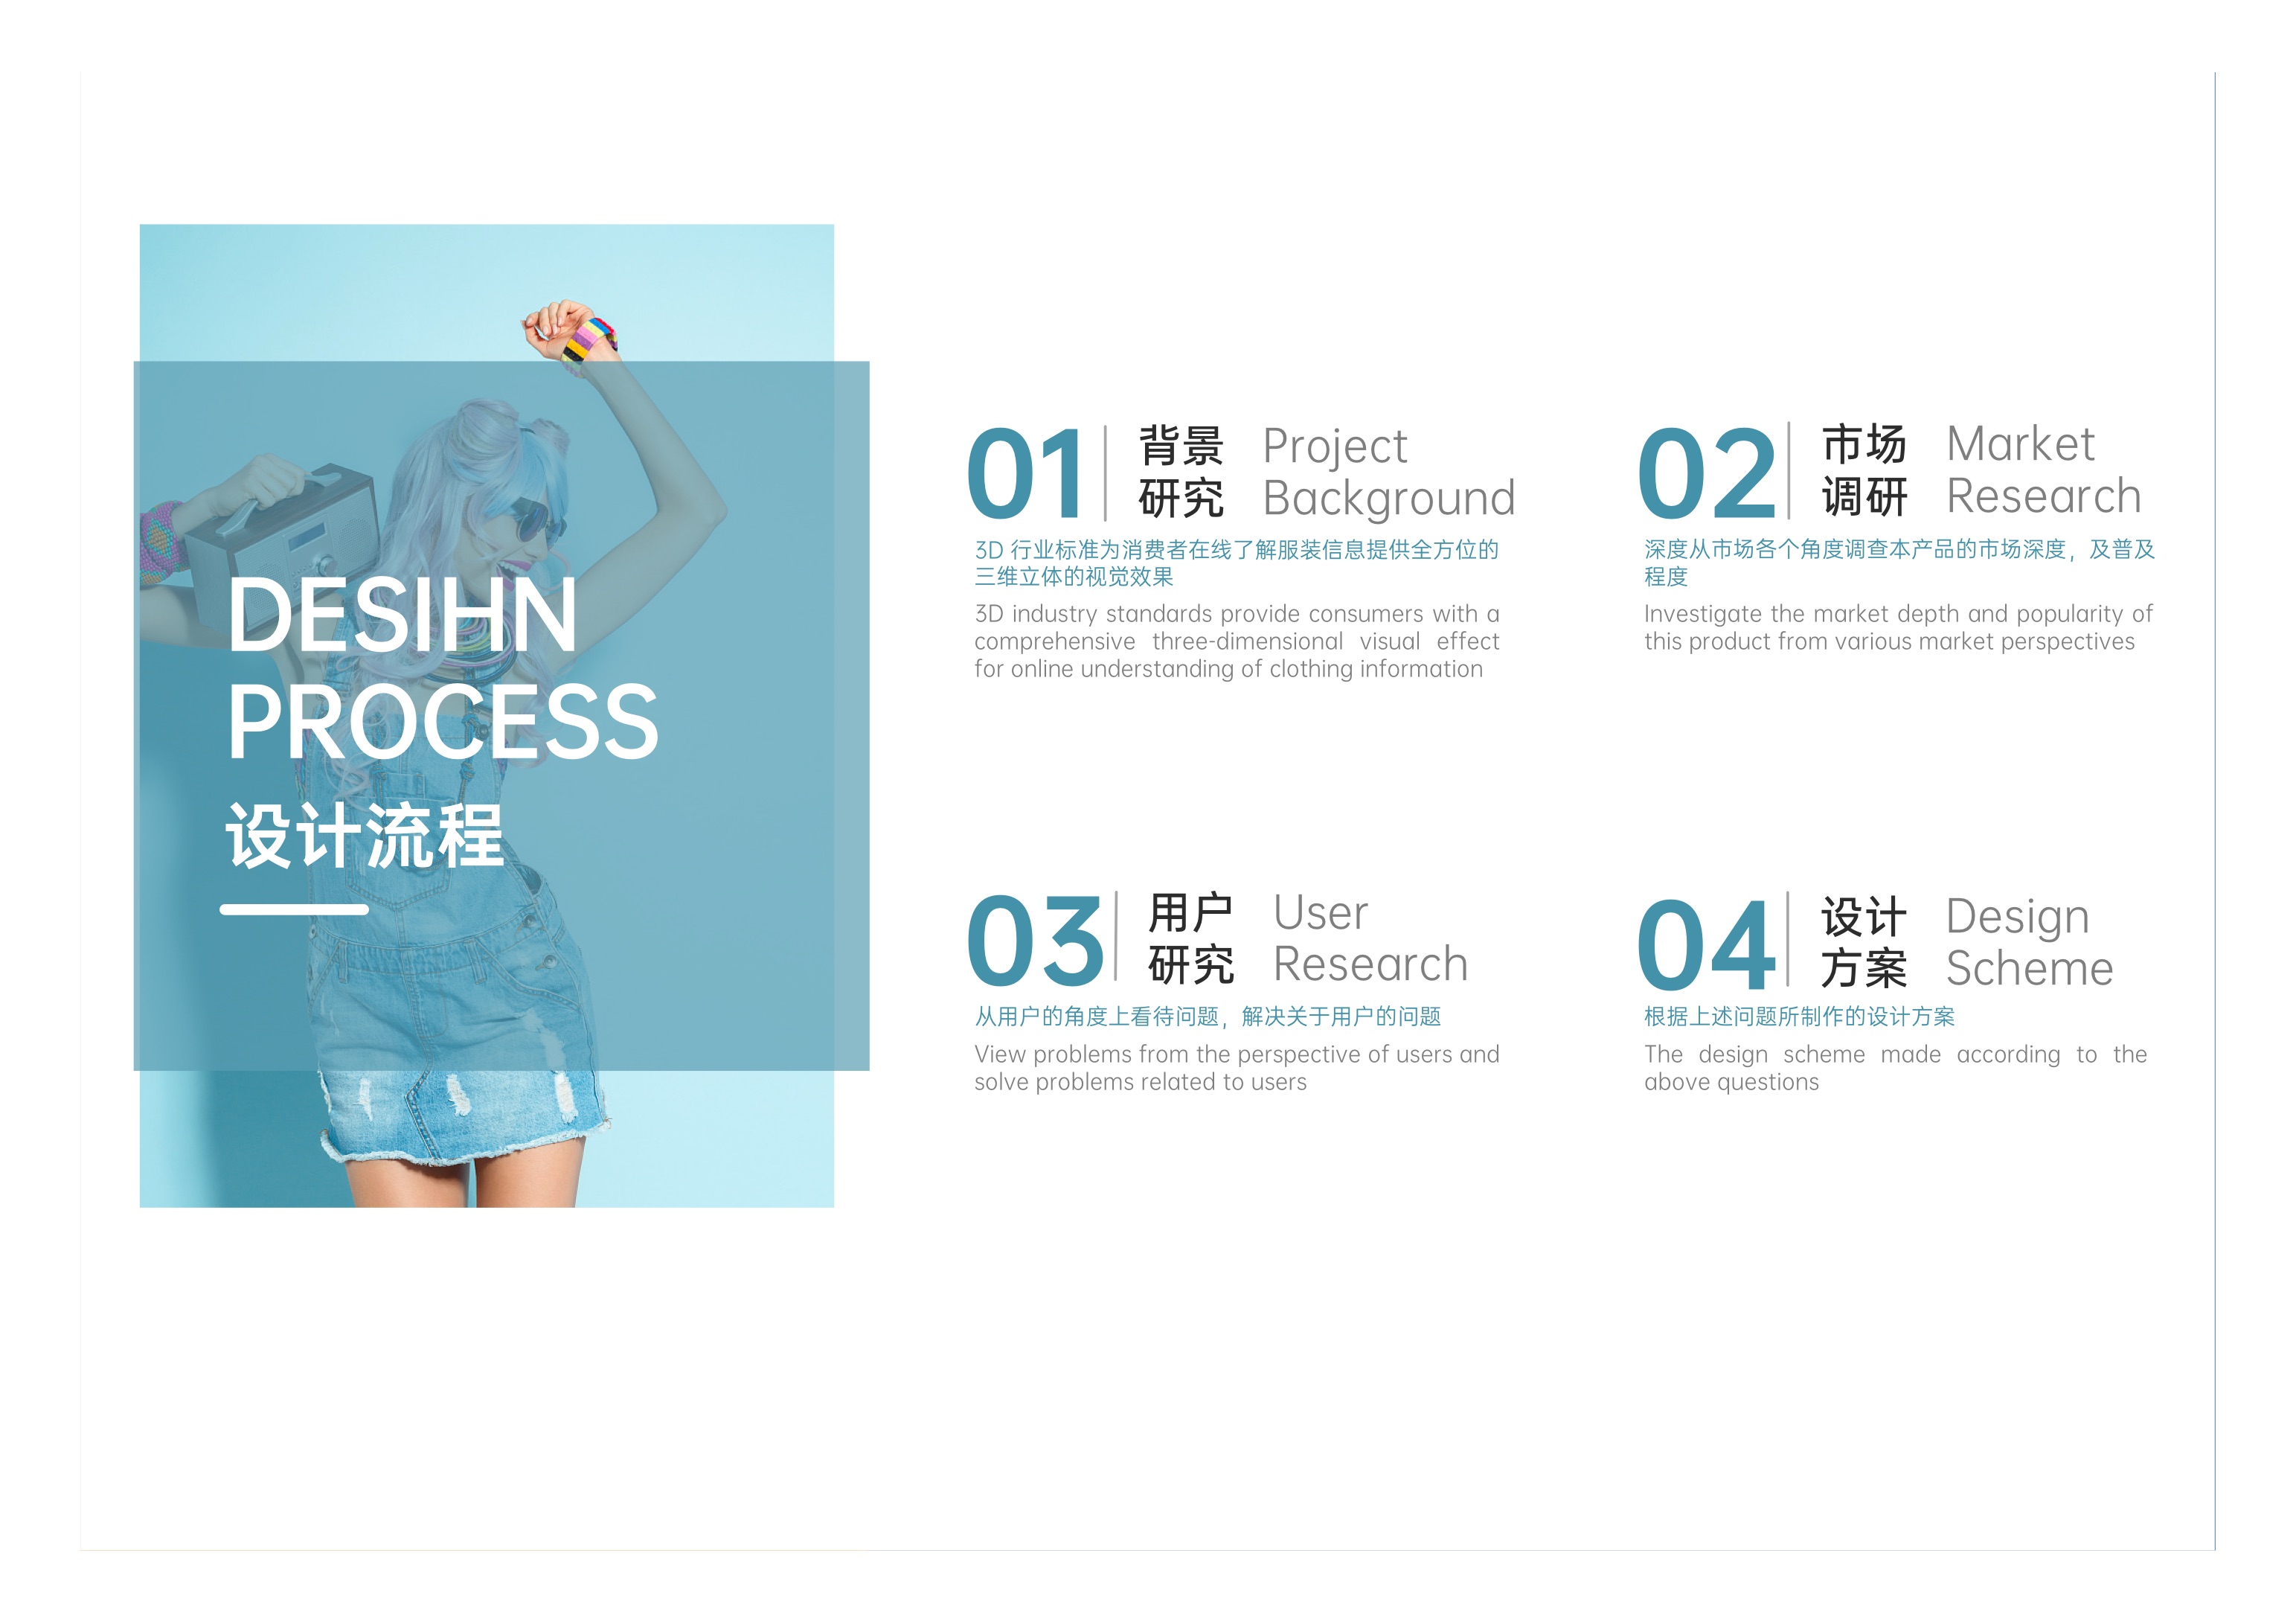 DESIHN
PROCESS
设计流程
01
背景
研究
Project
Background
3D 行业标准为消费者在线了解服装信息提供全方位的
三维立体的视觉效果
3D industry standards provide consumers with a
comprehensive three-dimensional visual effect
for online understanding of clothing information
02
市场
调研
Market
Research
深度从市场各个角度调查本产品的市场深度，及普及
程度
Investigate the market depth and popularity of
this product from various market perspectives
03
用户
研究
User
Research
从用户的角度上看待问题，解决关于用户的问题
View problems from the perspective of users and
solve problems related to users
04
设计
方案
Design
Scheme
根据上述问题所制作的设计方案
The design scheme made according to the
above questions